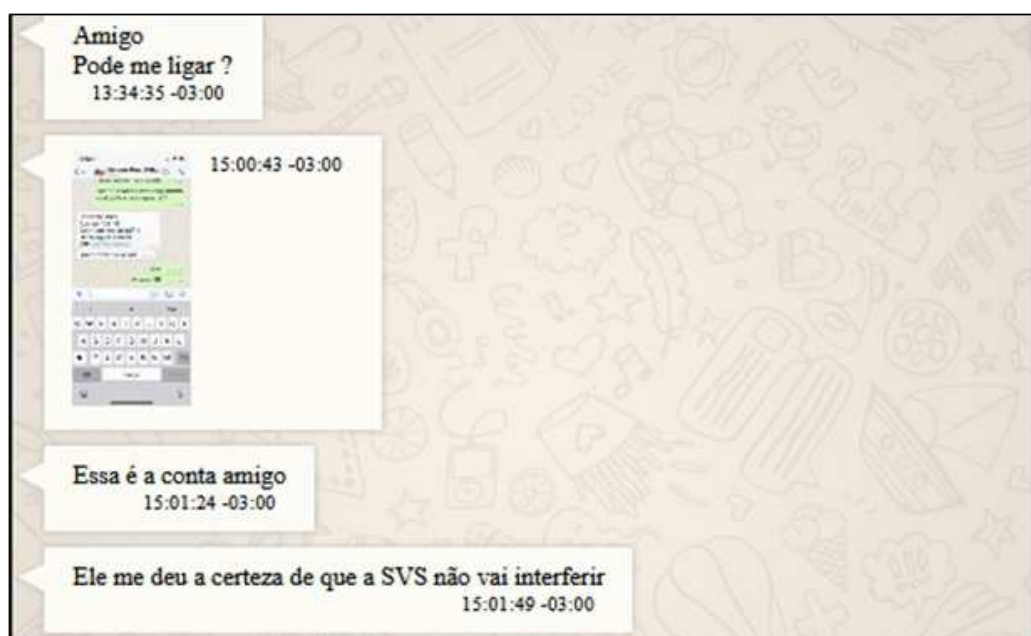 Amigo
Pode me ligar ?
13:34:35 -03:00
15:00:43 -03:00
Essa é a conta amigo
15:01:24 -03:00
Ele me deu a certeza de que a SVS não vai interferir
15:01:49 -03:00